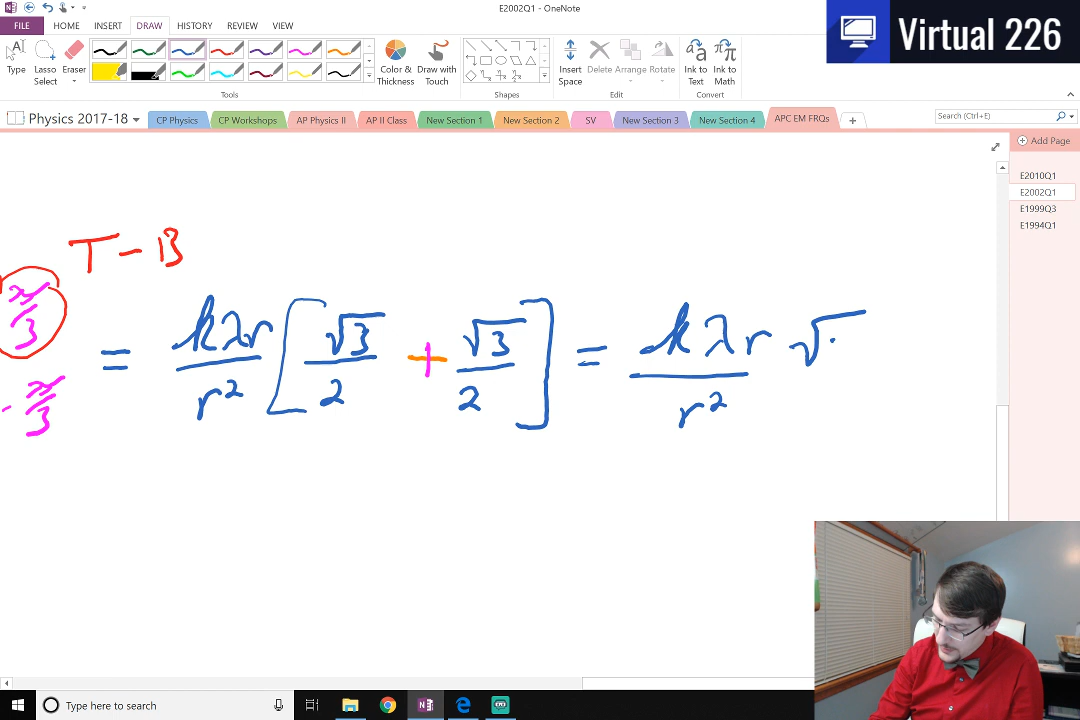 E2002Q1 - OneNote
FILE HOME INSERT DRAW HISTORY REVIEW VIEW
Virtual 226
Type Lasso Select Eraser Color & Thickness Draw with Touch Insert Space Delete Arrange Rotate Ink to Text Ink to Math
Tools Shapes Edit Convert
Physics 2017-18 CP Physics CP Workshops AP Physics II AP II Class New Section 1 New Section 2 SV New Section 3 New Section 4 APC EM FRQs Search (Ctrl+E)
Add Page
E2010Q1
E2002Q1
E1999Q3
E1994Q1
T - B
π/3
= kλr/r² [ √3/2 + √3/2 ] = kλr/r² √
- π/3
Type here to search